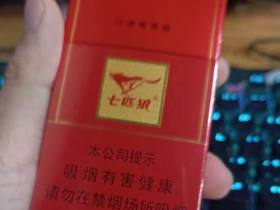 七匹狼
本公司提示
吸烟有害健康
请勿在禁烟场所吸烟